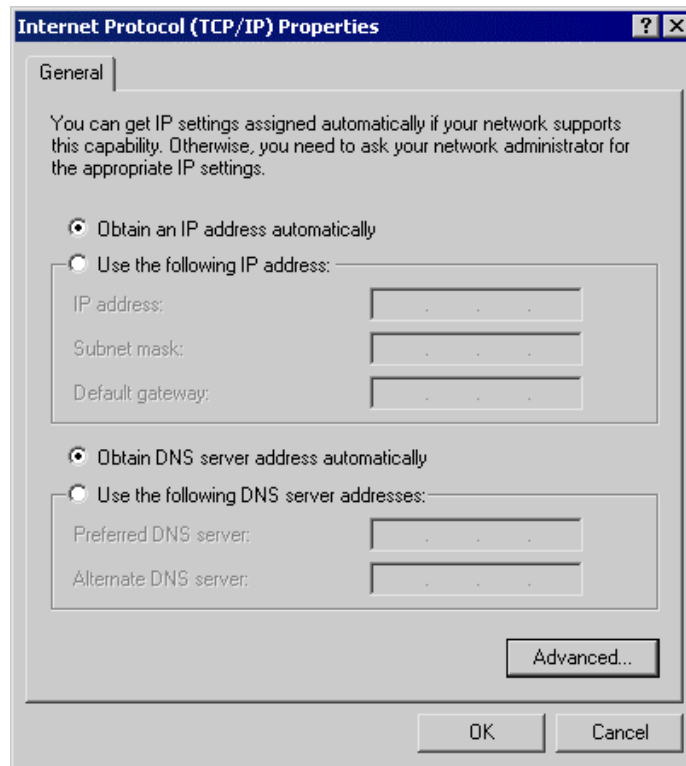 Internet Protocol (TCP/IP) Properties
General
You can get IP settings assigned automatically if your network supports
this capability. Otherwise, you need to ask your network administrator for
the appropriate IP settings.
Obtain an IP address automatically
Use the following IP address:
IP address:
Subnet mask:
Default gateway:
Obtain DNS server address automatically
Use the following DNS server addresses:
Preferred DNS server:
Alternate DNS server:
Advanced...
OK
Cancel